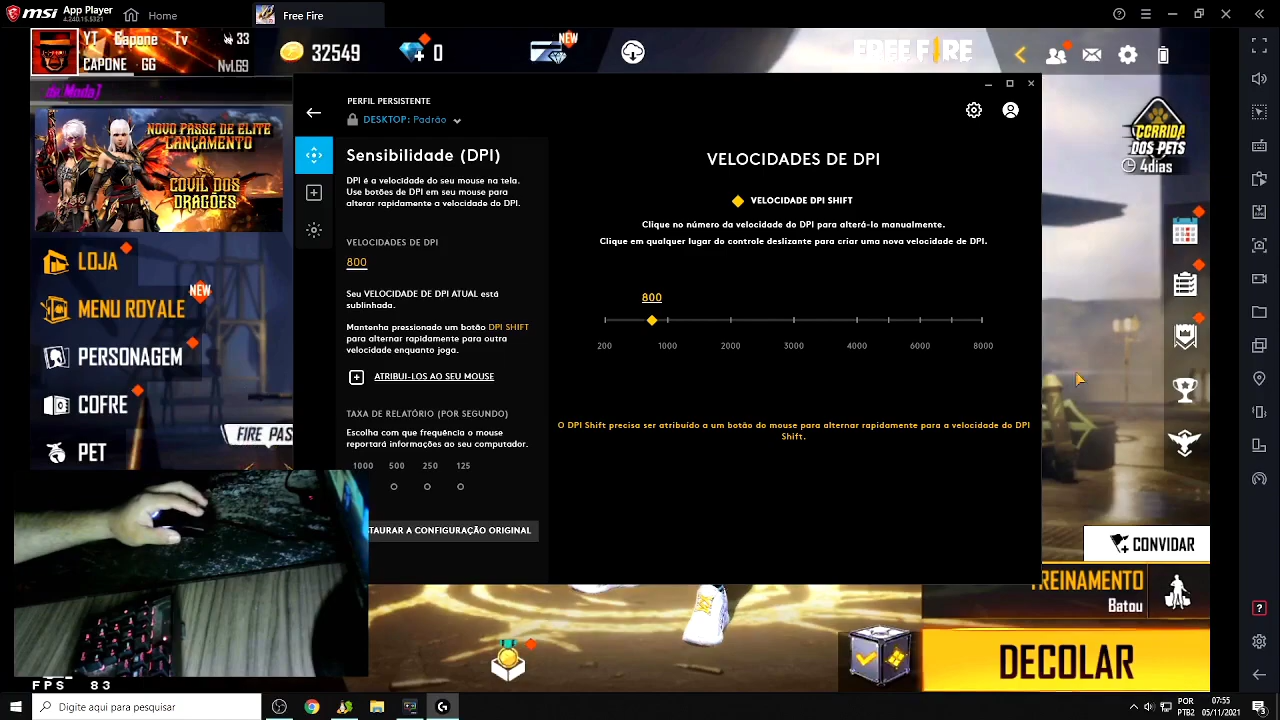 msi App Player
4.240.15.5321
Home
Free Fire
YT Capone Tv
33
CAPONE GG
Nvl.69
32549
0
NEW
FREE FIRE
NOVO PASSE DE ELITE
LANÇAMENTO
COVIL DOS
DRAGÕES
LOJA
NEW
MENU ROYALE
PERSONAGEM
COFRE
PET
FIRE PAS
PERFIL PERSISTENTE
DESKTOP: Padrão
Sensibilidade (DPI)
DPI é a velocidade do seu mouse na tela.
Use botões de DPI em seu mouse para
alterar rapidamente a velocidade do DPI.
VELOCIDADES DE DPI
800
Seu VELOCIDADE DE DPI ATUAL está
sublinhada.
Mantenha pressionado um botão DPI SHIFT
para alternar rapidamente para outra
velocidade enquanto joga.
ATRIBUI-LOS AO SEU MOUSE
TAXA DE RELATÓRIO (POR SEGUNDO)
Escolha com que frequência o mouse
reportará informações ao seu computador.
1000 500 250 125
TAURAR A CONFIGURAÇÃO ORIGINAL
VELOCIDADES DE DPI
VELOCIDADE DPI SHIFT
Clique no número da velocidade do DPI para alterá-lo manualmente.
Clique em qualquer lugar do controle deslizante para criar uma nova velocidade de DPI.
800
200 1000 2000 3000 4000 6000 8000
O DPI Shift precisa ser atribuído a um botão do mouse para alternar rapidamente para a velocidade do DPI
Shift.
CORRIDA
DOS PETS
4dias
CONVIDAR
TREINAMENTO
Batou
DECOLAR
FPS 83
Digite aqui para pesquisar
POR
PTB2
07:55
05/11/2021